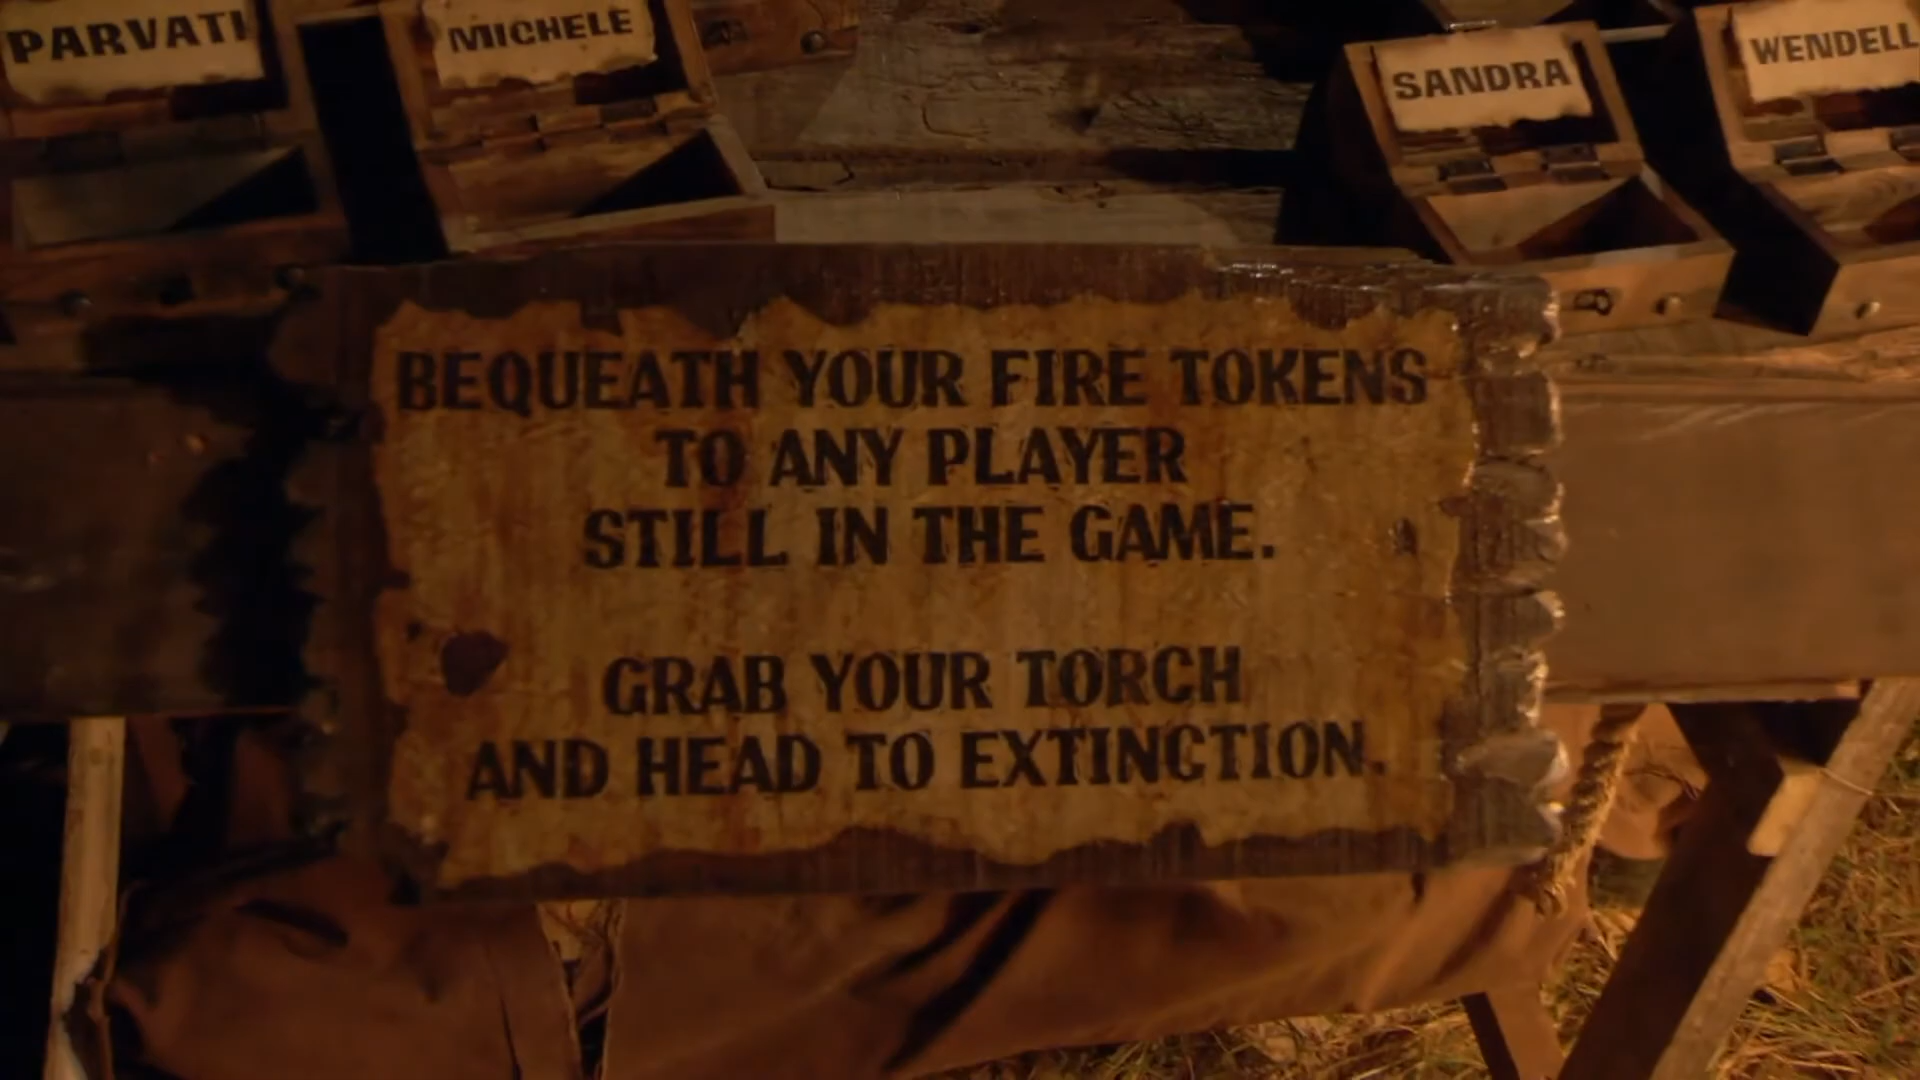 PARVATI
MICHELE
SANDRA
WENDELL
BEQUEATH YOUR FIRE TOKENS
TO ANY PLAYER
STILL IN THE GAME.
GRAB YOUR TORCH
AND HEAD TO EXTINCTION.